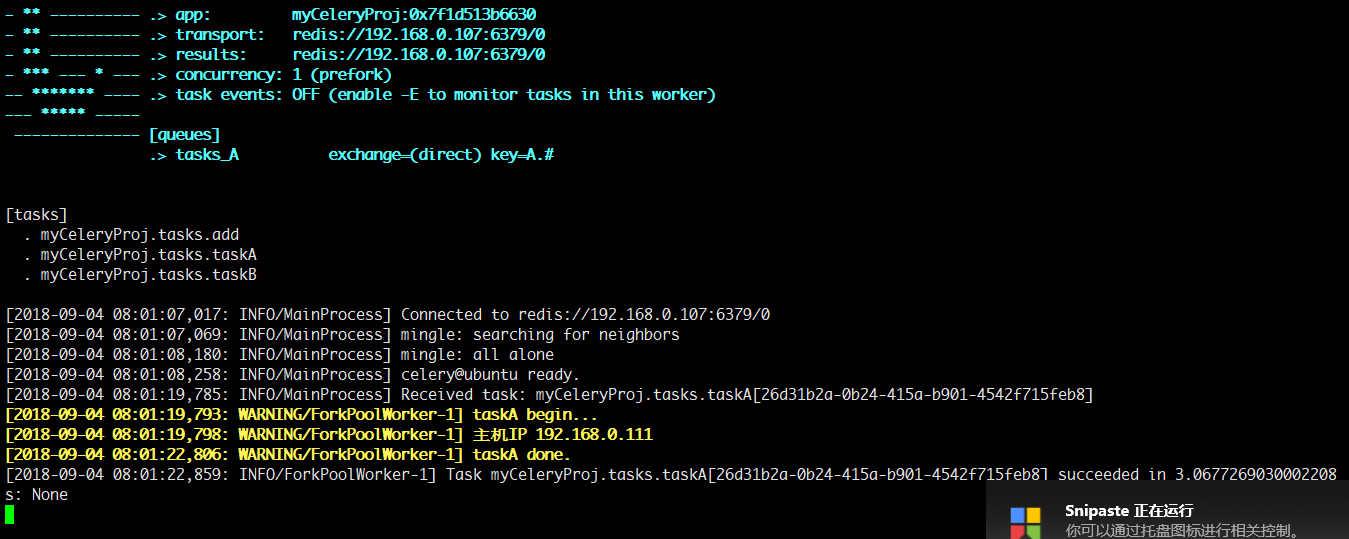 - ** ---------- .> app:         myCeleryProj:0x7f1d513b6630
- ** ---------- .> transport:   redis://192.168.0.107:6379/0
- ** ---------- .> results:     redis://192.168.0.107:6379/0
- *** --- * --- .> concurrency: 1 (prefork)
-- ******* ---- .> task events: OFF (enable -E to monitor tasks in this worker)
--- ***** -----
 -------------- [queues]
                .> tasks_A          exchange=(direct) key=A.#
[tasks]
  . myCeleryProj.tasks.add
  . myCeleryProj.tasks.taskA
  . myCeleryProj.tasks.taskB
[2018-09-04 08:01:07,017: INFO/MainProcess] Connected to redis://192.168.0.107:6379/0
[2018-09-04 08:01:07,069: INFO/MainProcess] mingle: searching for neighbors
[2018-09-04 08:01:08,180: INFO/MainProcess] mingle: all alone
[2018-09-04 08:01:08,258: INFO/MainProcess] celery@ubuntu ready.
[2018-09-04 08:01:19,785: INFO/MainProcess] Received task: myCeleryProj.tasks.taskA[26d31b2a-0b24-415a-b901-4542f715feb8]
[2018-09-04 08:01:19,793: WARNING/ForkPoolWorker-1] taskA begin...
[2018-09-04 08:01:19,798: WARNING/ForkPoolWorker-1] 主机IP 192.168.0.111
[2018-09-04 08:01:22,806: WARNING/ForkPoolWorker-1] taskA done.
[2018-09-04 08:01:22,859: INFO/ForkPoolWorker-1] Task myCeleryProj.tasks.taskA[26d31b2a-0b24-415a-b901-4542f715feb8] succeeded in 3.0677269030002208
s: None
Snipaste 正在运行
你可以通过托盘图标进行相关控制。